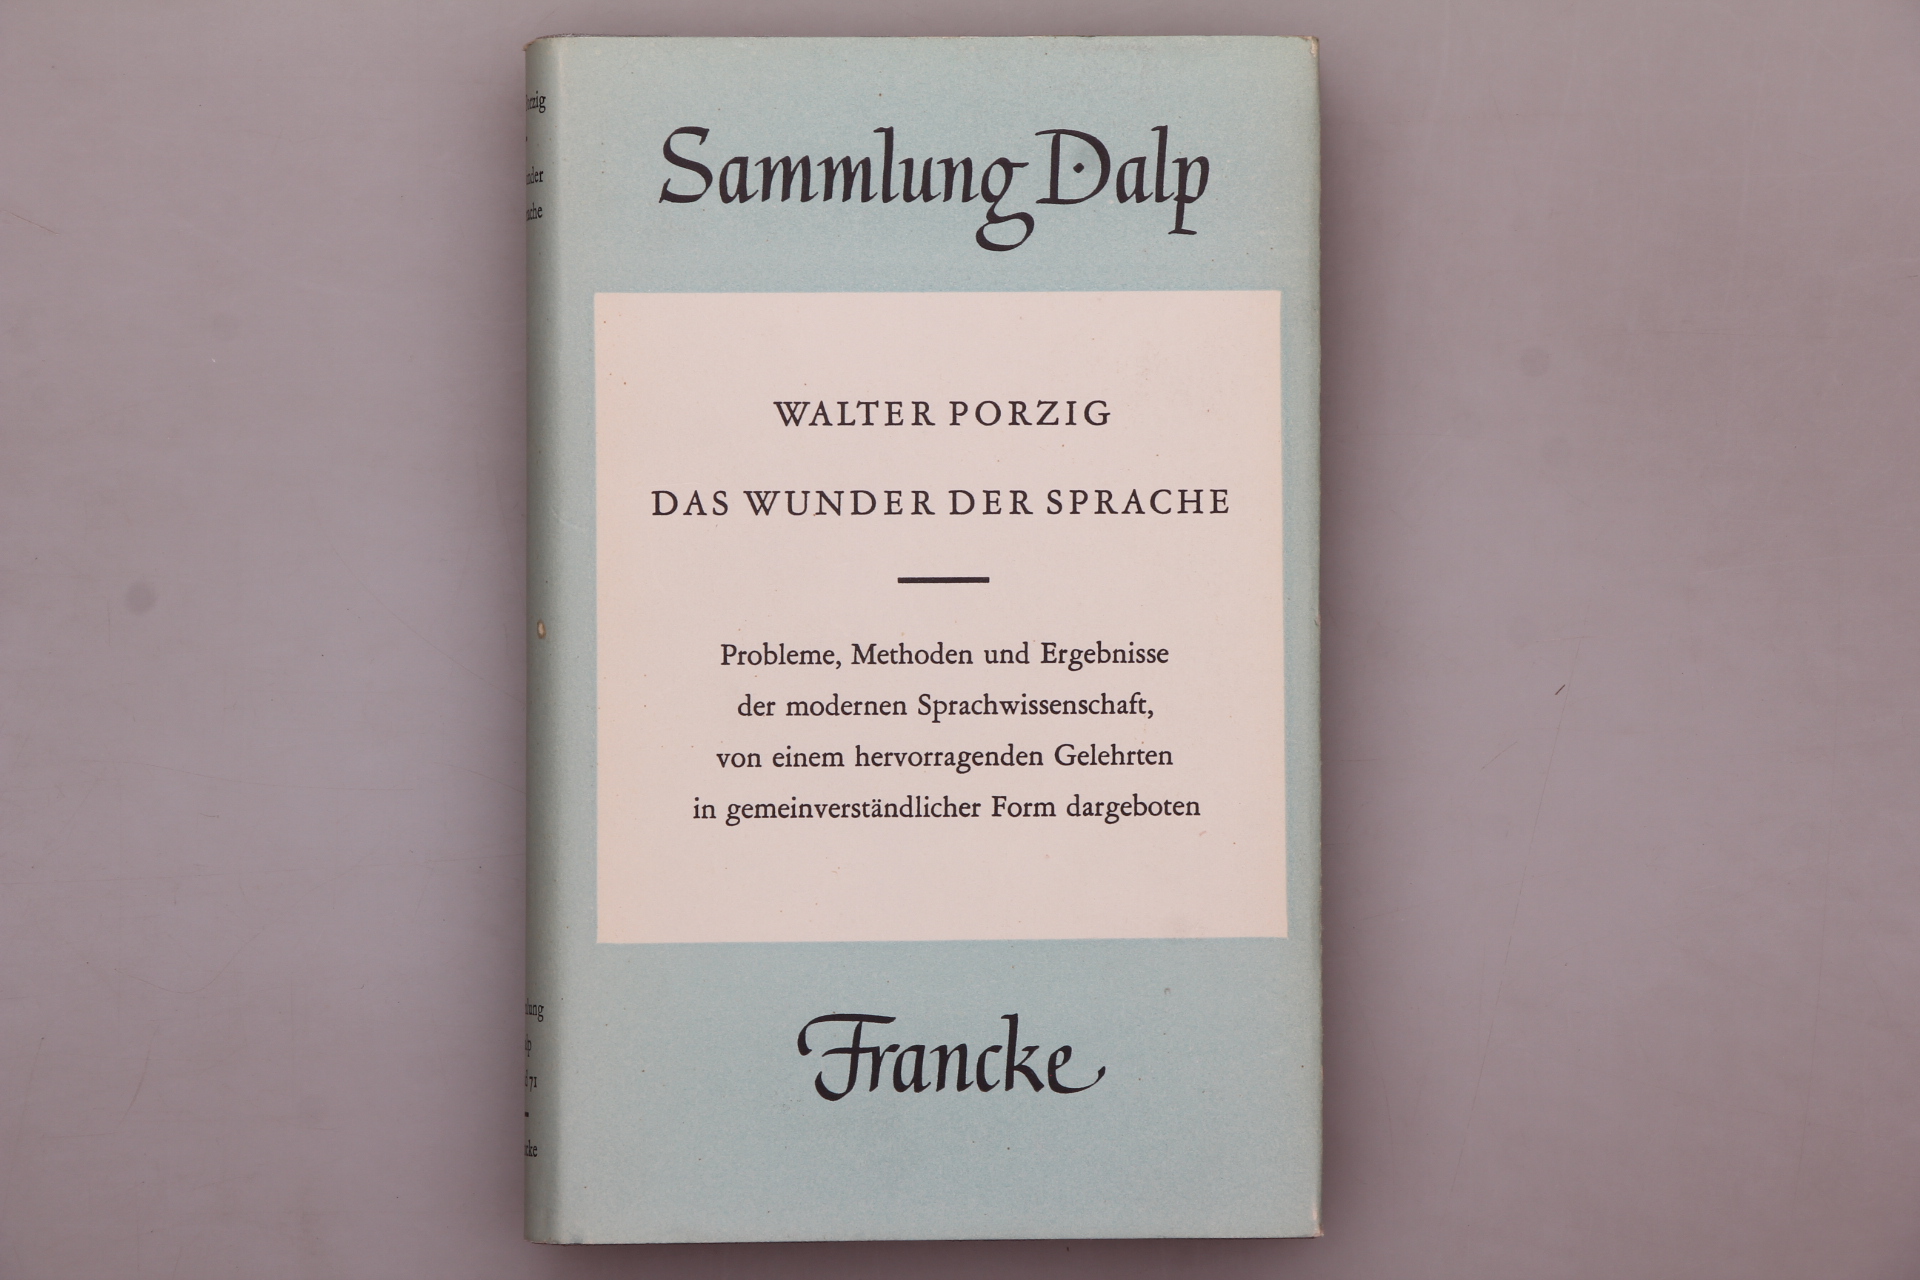 Sammlung Dalp
WALTER PORZIG
DAS WUNDER DER SPRACHE
Probleme, Methoden und Ergebnisse
der modernen Sprachwissenschaft,
von einem hervorragenden Gelehrten
in gemeinverständlicher Form dargeboten
Francke
71